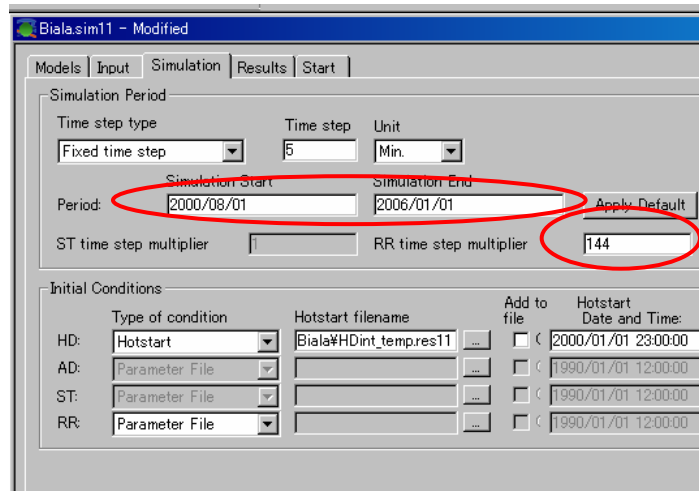 Biala.sim11 - Modified
Models Input Simulation Results Start
Simulation Period
Time step type Time step Unit
Fixed time step 5 Min.
Simulation Start Simulation End
Period: 2000/08/01 2006/01/01 Apply Default
ST time step multiplier 1 RR time step multiplier 144
Initial Conditions
Add to Hotstart
Type of condition Hotstart filename file Date and Time:
HD: Hotstart Biala¥HDint_temp.res11 ... 2000/01/01 23:00:00
AD: Parameter File ... 1990/01/01 12:00:00
ST: Parameter File ... 1990/01/01 12:00:00
RR: Parameter File ... 1990/01/01 12:00:00